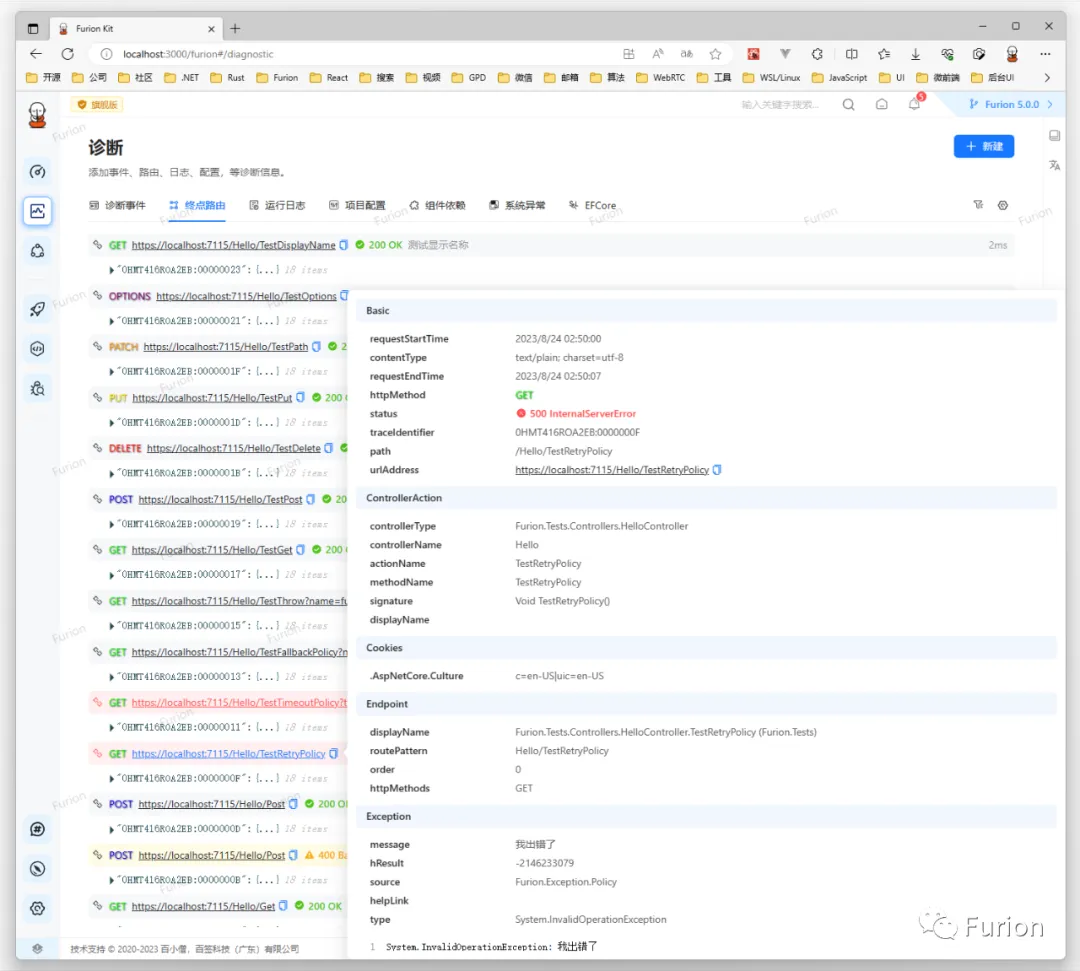 Furion Kit
localhost:3000/furion#/diagnostic
开源 公司 社区 .NET Rust Furion React 搜索 视频 GPD 微信 邮箱 算法 WebRTC 工具 WSL/Linux JavaScript UI 微前端 后台UI
旗舰版 输入关键字搜索... 5 Furion 5.0.0
诊断 + 新建
添加事件、路由、日志、配置，等诊断信息。
诊断事件 终点路由 运行日志 项目配置 组件依赖 系统异常 EFCore
GET https://localhost:7115/Hello/TestDisplayName 200 OK 测试显示名称 2ms
"0HMT416ROA2EB:00000023": {...} 18 items
OPTIONS https://localhost:7115/Hello/TestOptions
"0HMT416ROA2EB:00000021": {...} 18 items
PATCH https://localhost:7115/Hello/TestPath 2
"0HMT416ROA2EB:0000001F": {...} 18 items
PUT https://localhost:7115/Hello/TestPut 200
"0HMT416ROA2EB:0000001D": {...} 18 items
DELETE https://localhost:7115/Hello/TestDelete
"0HMT416ROA2EB:0000001B": {...} 18 items
POST https://localhost:7115/Hello/TestPost 20
"0HMT416ROA2EB:00000019": {...} 18 items
GET https://localhost:7115/Hello/TestGet 200
"0HMT416ROA2EB:00000017": {...} 18 items
GET https://localhost:7115/Hello/TestThrow?name=fu
"0HMT416ROA2EB:00000015": {...} 18 items
GET https://localhost:7115/Hello/TestFallbackPolicy?n
"0HMT416ROA2EB:00000013": {...} 18 items
GET https://localhost:7115/Hello/TestTimeoutPolicy?t
"0HMT416ROA2EB:00000011": {...} 18 items
GET https://localhost:7115/Hello/TestRetryPolicy
"0HMT416ROA2EB:0000000F": {...} 18 items
POST https://localhost:7115/Hello/Post 200 O
"0HMT416ROA2EB:0000000D": {...} 18 items
POST https://localhost:7115/Hello/Post 400 Ba
"0HMT416ROA2EB:0000000B": {...} 18 items
GET https://localhost:7115/Hello/Get 200 OK
Basic
requestStartTime 2023/8/24 02:50:00
contentType text/plain; charset=utf-8
requestEndTime 2023/8/24 02:50:07
httpMethod GET
status 500 InternalServerError
traceIdentifier 0HMT416ROA2EB:0000000F
path /Hello/TestRetryPolicy
urlAddress https://localhost:7115/Hello/TestRetryPolicy
ControllerAction
controllerType Furion.Tests.Controllers.HelloController
controllerName Hello
actionName TestRetryPolicy
methodName TestRetryPolicy
signature Void TestRetryPolicy()
displayName
Cookies
.AspNetCore.Culture c=en-US|uic=en-US
Endpoint
displayName Furion.Tests.Controllers.HelloController.TestRetryPolicy (Furion.Tests)
routePattern Hello/TestRetryPolicy
order 0
httpMethods GET
Exception
message 我出错了
hResult -2146233079
source Furion.Exception.Policy
helpLink
type System.InvalidOperationException
1 System.InvalidOperationException: 我出错了
技术支持 © 2020-2023 百小僧，百签科技（广东）有限公司
Furion